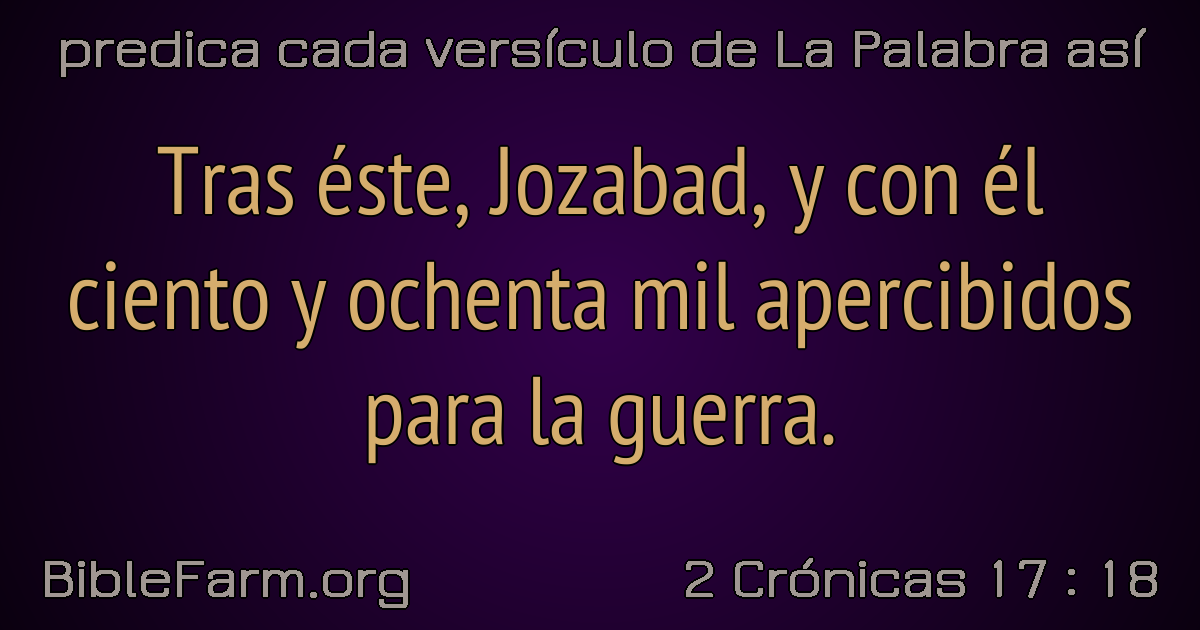 predica cada versículo de La Palabra así
Tras éste, Jozabad, y con él
ciento y ochenta mil apercibidos
para la guerra.
BibleFarm.org
2 Crónicas 17 : 18